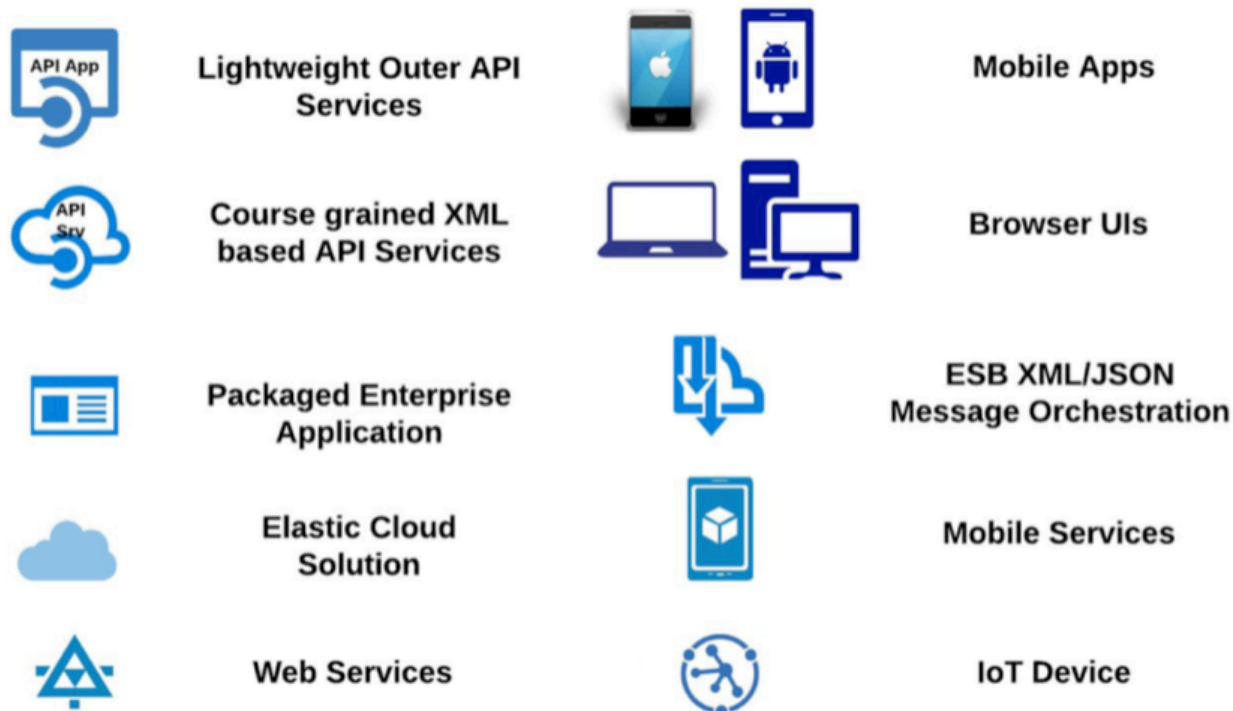 API App
Lightweight Outer API
Services
Mobile Apps
API
Srv
Course grained XML
based API Services
Browser UIs
Packaged Enterprise
Application
ESB XML/JSON
Message Orchestration
Elastic Cloud
Solution
Mobile Services
Web Services
IoT Device